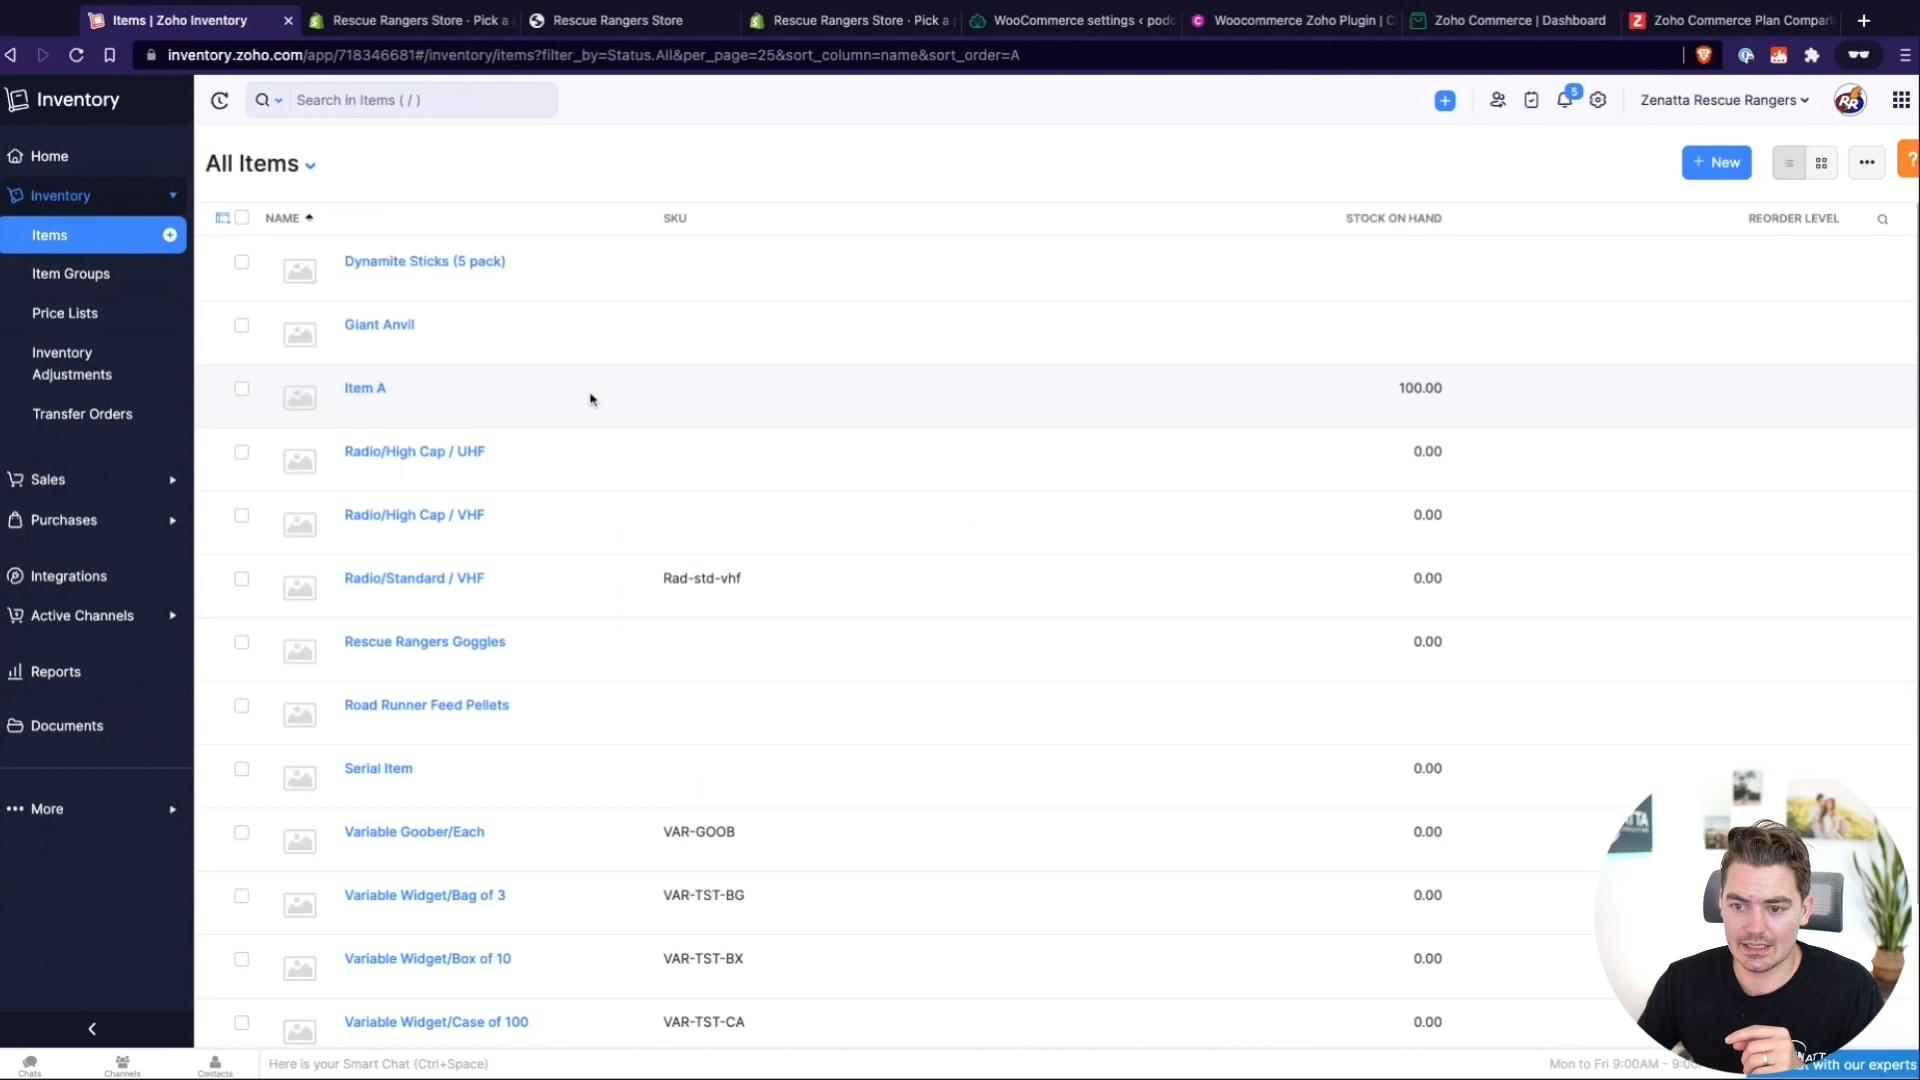 Items | Zoho Inventory
Rescue Rangers Store · Pick a
Rescue Rangers Store
Rescue Rangers Store · Pick a
WooCommerce settings ‹ podc
Woocommerce Zoho Plugin | C
Zoho Commerce | Dashboard
Zoho Commerce Plan Compari
inventory.zoho.com/app/718346681#/inventory/items?filter_by=Status.All&per_page=25&sort_column=name&sort_order=A
Inventory
Search in Items ( / )
5
Zenatta Rescue Rangers
RR
Home
Inventory
Items
Item Groups
Price Lists
Inventory
Adjustments
Transfer Orders
Sales
Purchases
Integrations
Active Channels
Reports
Documents
More
All Items
+ New
?
NAME SKU STOCK ON HAND REORDER LEVEL
Dynamite Sticks (5 pack)
Giant Anvil
Item A 100.00
Radio/High Cap / UHF 0.00
Radio/High Cap / VHF 0.00
Radio/Standard / VHF Rad-std-vhf 0.00
Rescue Rangers Goggles 0.00
Road Runner Feed Pellets
Serial Item 0.00
Variable Goober/Each VAR-GOOB 0.00
Variable Widget/Bag of 3 VAR-TST-BG 0.00
Variable Widget/Box of 10 VAR-TST-BX 0.00
Variable Widget/Case of 100 VAR-TST-CA 0.00
Chats
Channels
Contacts
Here is your Smart Chat (Ctrl+Space)
Mon to Fri 9:00AM - 9:0
with our experts